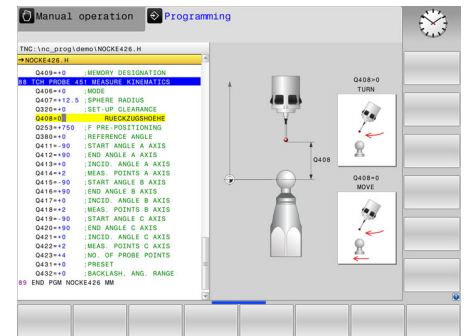 Manual operation
Programming
TNC:\nc_prog\demo\NOCKE426.H
→NOCKE426.H
Q409=+0 ;MEMORY DESIGNATION
88 TCH PROBE 451 MEASURE KINEMATICS
Q406=+0 ;MODE
Q407=+12.5 ;SPHERE RADIUS
Q320=+0 ;SET-UP CLEARANCE
Q408=0 RUECKZUGSHOEHE
Q253=+750 ;F PRE-POSITIONING
Q380=+0 ;REFERENCE ANGLE
Q411=-90 ;START ANGLE A AXIS
Q412=+90 ;END ANGLE A AXIS
Q413=+0 ;INCID. ANGLE A AXIS
Q414=+2 ;MEAS. POINTS A AXIS
Q415=-90 ;START ANGLE B AXIS
Q416=+90 ;END ANGLE B AXIS
Q417=+0 ;INCID. ANGLE B AXIS
Q418=+2 ;MEAS. POINTS B AXIS
Q419=-90 ;START ANGLE C AXIS
Q420=+90 ;END ANGLE C AXIS
Q421=+0 ;INCID. ANGLE C AXIS
Q422=+2 ;MEAS. POINTS C AXIS
Q423=+4 ;NO. OF PROBE POINTS
Q431=+0 ;PRESET
Q432=+0 ;BACKLASH, ANG. RANGE
89 END PGM NOCKE426 MM
Q408
Q408>0
TURN
Q408=0
MOVE